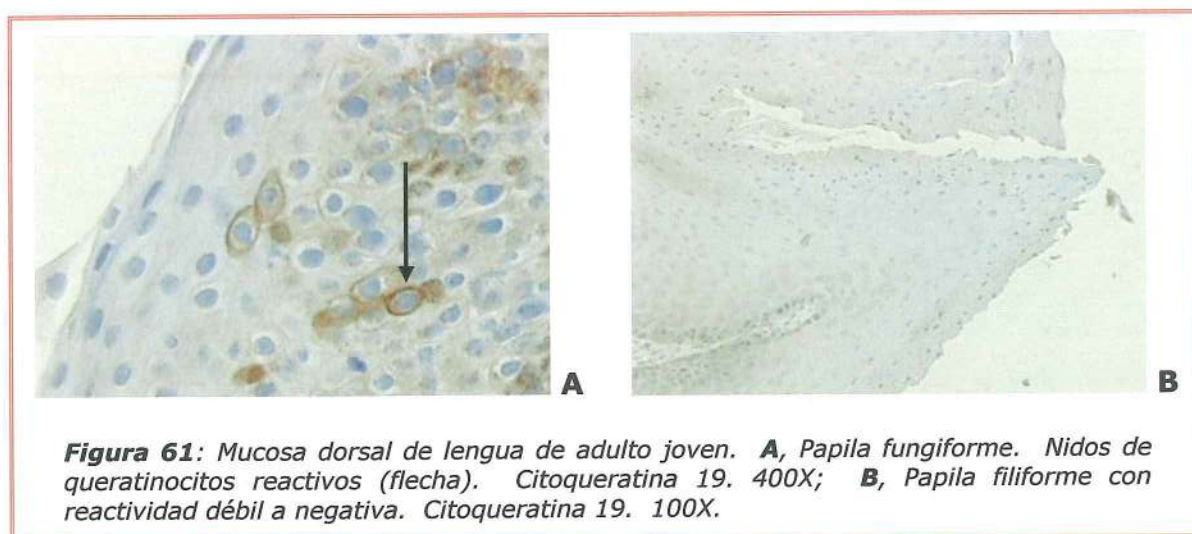 A
B
Figura 61: Mucosa dorsal de lengua de adulto joven. A, Papila fungiforme. Nidos de
queratinocitos reactivos (flecha). Citoqueratina 19. 400X; B, Papila filiforme con
reactividad débil a negativa. Citoqueratina 19. 100X.